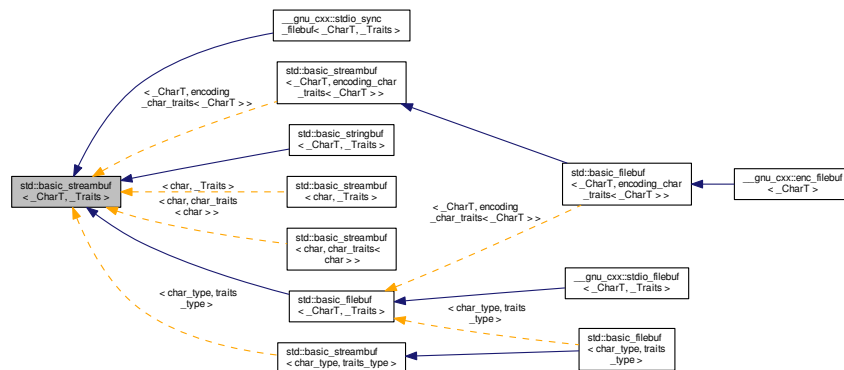 __gnu_cxx::stdio_sync
_filebuf< _CharT, _Traits >
std::basic_streambuf
< _CharT, encoding_char
_traits< _CharT > >
< _CharT, encoding
_char_traits< _CharT > >
std::basic_stringbuf
< _CharT, _Traits >
std::basic_filebuf
< _CharT, encoding_char
_traits< _CharT > >
__gnu_cxx::enc_filebuf
< _CharT >
std::basic_streambuf
< _CharT, _Traits >
< char, _Traits >
std::basic_streambuf
< char, _Traits >
< char, char_traits
< char > >
< _CharT, encoding
_char_traits< _CharT > >
std::basic_streambuf
< char, char_traits<
char > >
__gnu_cxx::stdio_filebuf
< _CharT, _Traits >
std::basic_filebuf
< _CharT, _Traits >
< char_type, traits
_type >
< char_type, traits
_type >
std::basic_filebuf
< char_type, traits
_type >
std::basic_streambuf
< char_type, traits_type >